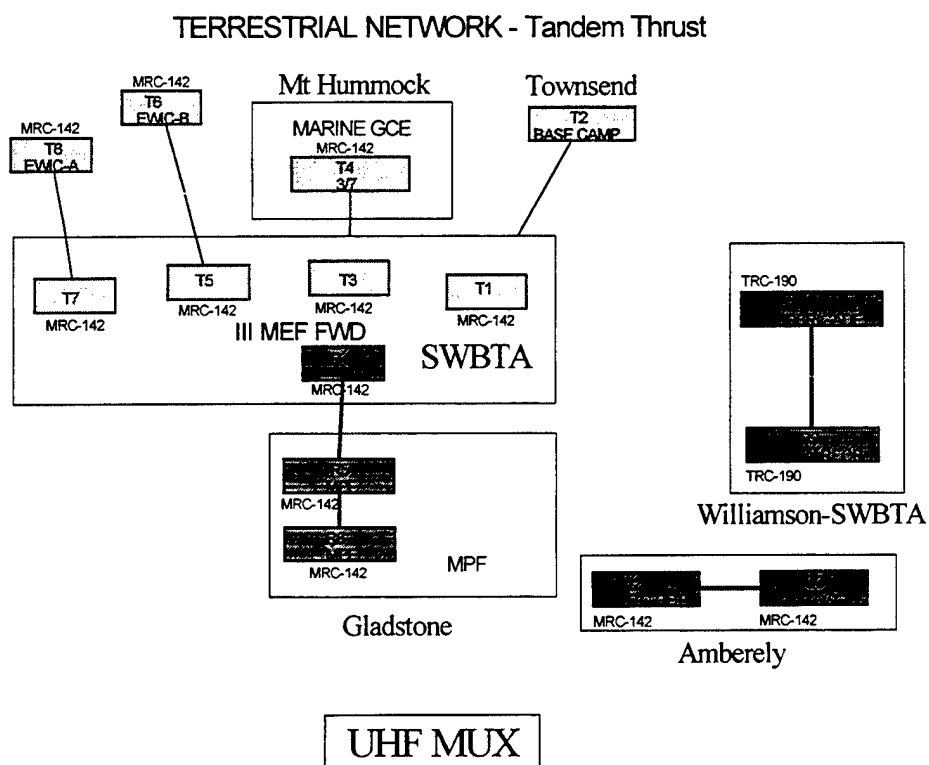 TERRESTRIAL NETWORK - Tandem Thrust
MRC-142
T8
EWIC-A
MRC-142
T6
EWIC-B
Mt Hummock
MARINE GCE
MRC-142
T4
3/7
Townsend
T2
BASE CAMP
T7
MRC-142
T5
MRC-142
T3
MRC-142
T1
MRC-142
III MEF FWD
SWBTA
MRC-142
MRC-142
MRC-142
MPF
Gladstone
TRC-190
TRC-190
Williamson-SWBTA
MRC-142
MRC-142
Amberely
UHF MUX